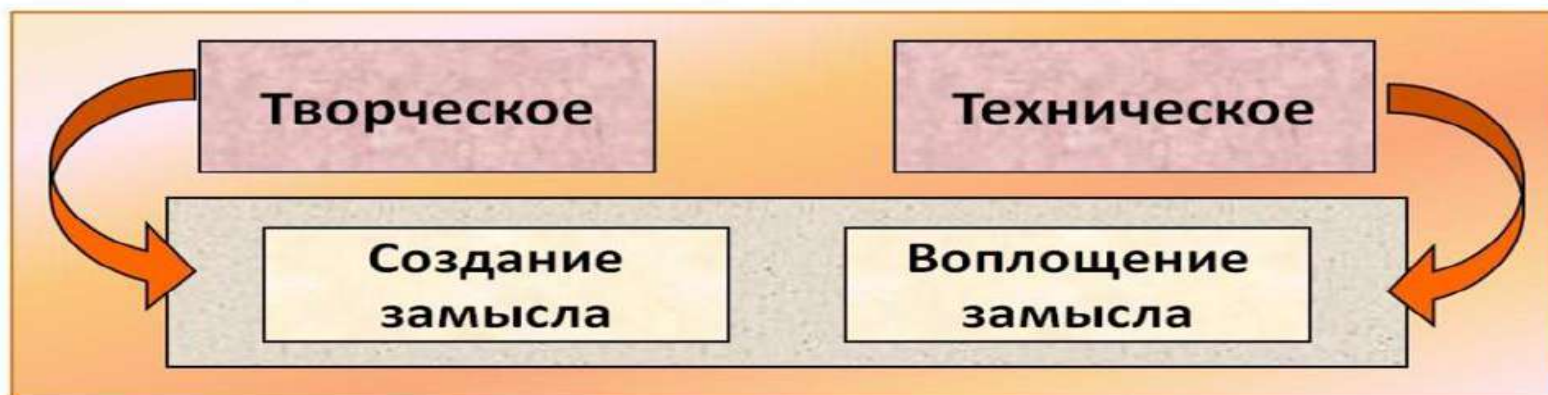 Творческое
Техническое
Создание
замысла
Воплощение
замысла